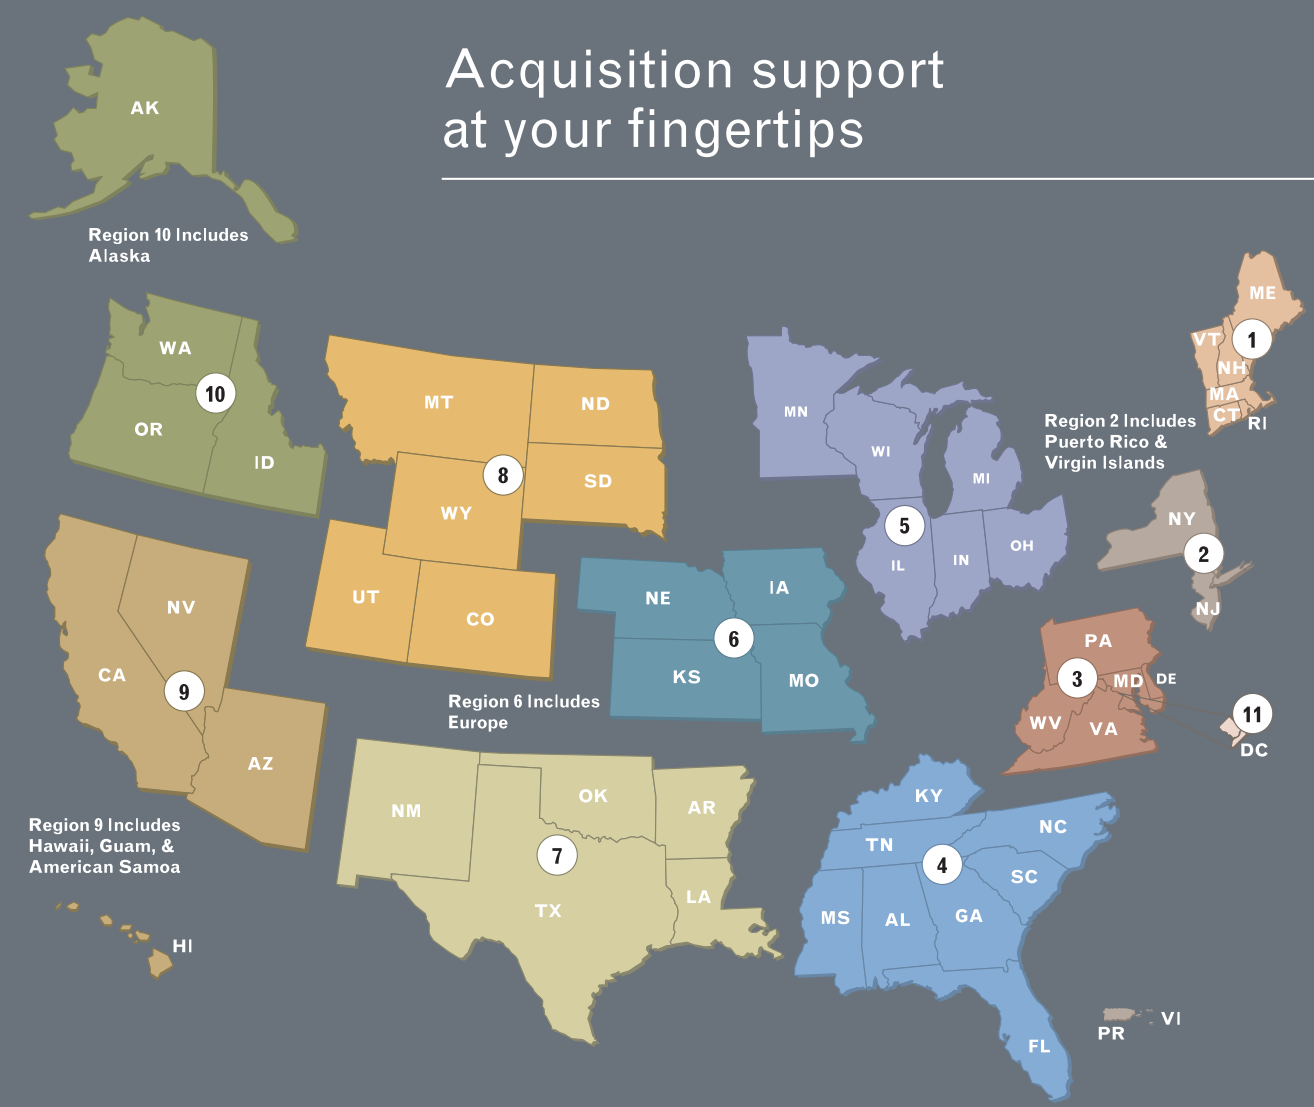 Acquisition support
at your fingertips
AK
Region 10 Includes
Alaska
WA
10
OR
ID
MT
ND
8
SD
WY
UT
CO
MN
WI
MI
5
IL
IN
OH
ME
1
VT
NH
MA
CT
RI
Region 2 Includes
Puerto Rico &
Virgin Islands
NY
2
NJ
NV
CA
9
AZ
Region 9 Includes
Hawaii, Guam, &
American Samoa
HI
NE
IA
6
KS
MO
Region 6 Includes
Europe
PA
3
MD
DE
WV
VA
11
DC
NM
OK
AR
7
TX
LA
KY
NC
TN
4
SC
MS
AL
GA
FL
PR
VI